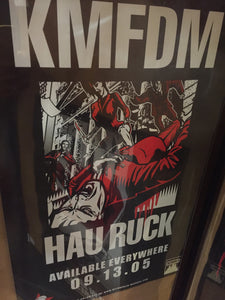 KMFDM
HAU RUCK
AVAILABLE EVERYWHERE
09.13.05